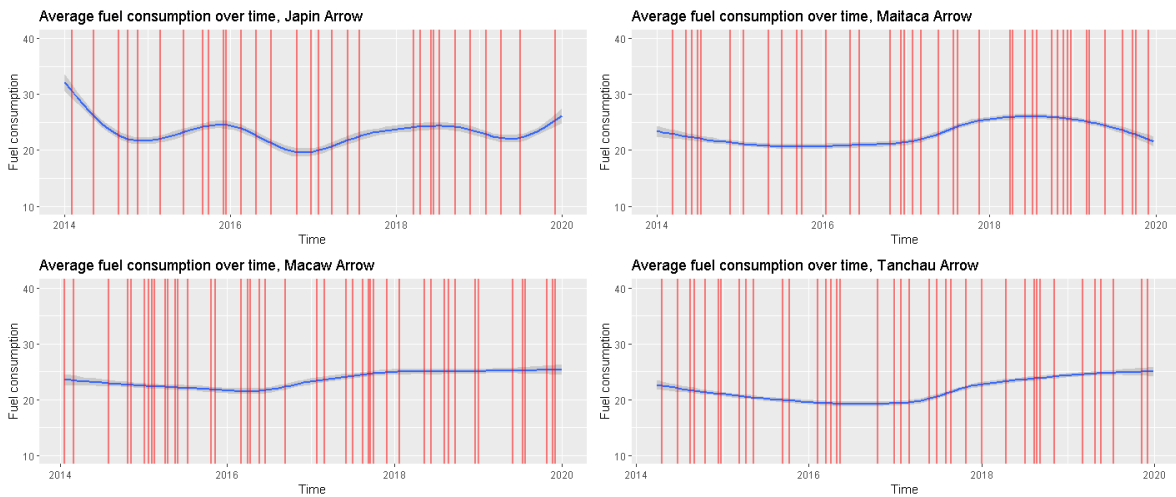 Average fuel consumption over time, Japin Arrow
Fuel consumption
40
30
20
10
2014 2016 2018 2020
Time
Average fuel consumption over time, Maitaca Arrow
Fuel consumption
40
30
20
10
2014 2016 2018 2020
Time
Average fuel consumption over time, Macaw Arrow
Fuel consumption
40
30
20
10
2014 2016 2018 2020
Time
Average fuel consumption over time, Tanchau Arrow
Fuel consumption
40
30
20
10
2014 2016 2018 2020
Time